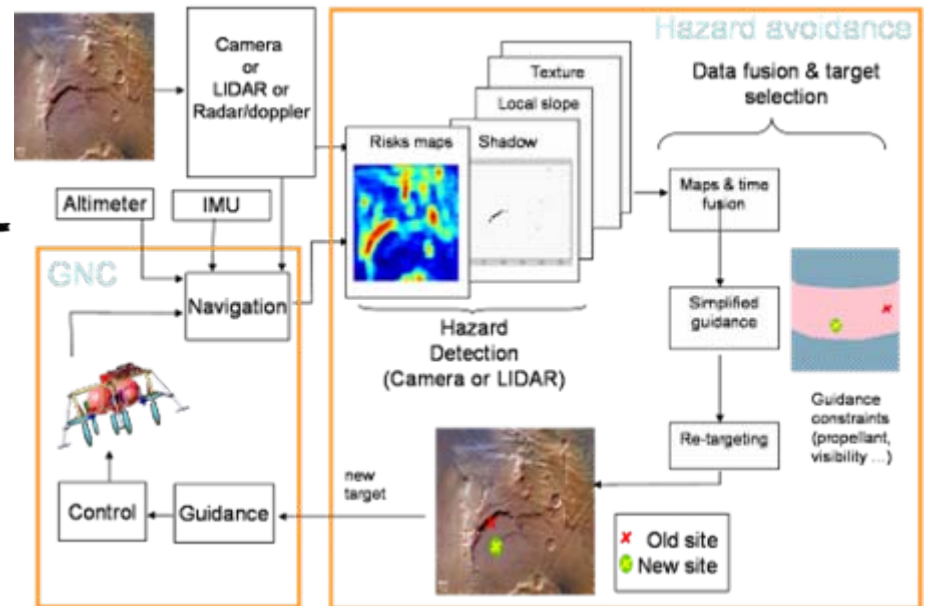 Hazard avoidance
Camera
or
LIDAR or
Radar/doppler
Texture
Local slope
Risks maps
Shadow
Data fusion & target
selection
Maps & time
fusion
Altimeter
IMU
GNC
Navigation
Hazard
Detection
(Camera or LIDAR)
Simplified
guidance
Guidance
constraints
(propellant,
visibility ...)
Re-targeting
new
target
Control
Guidance
Old site
New site